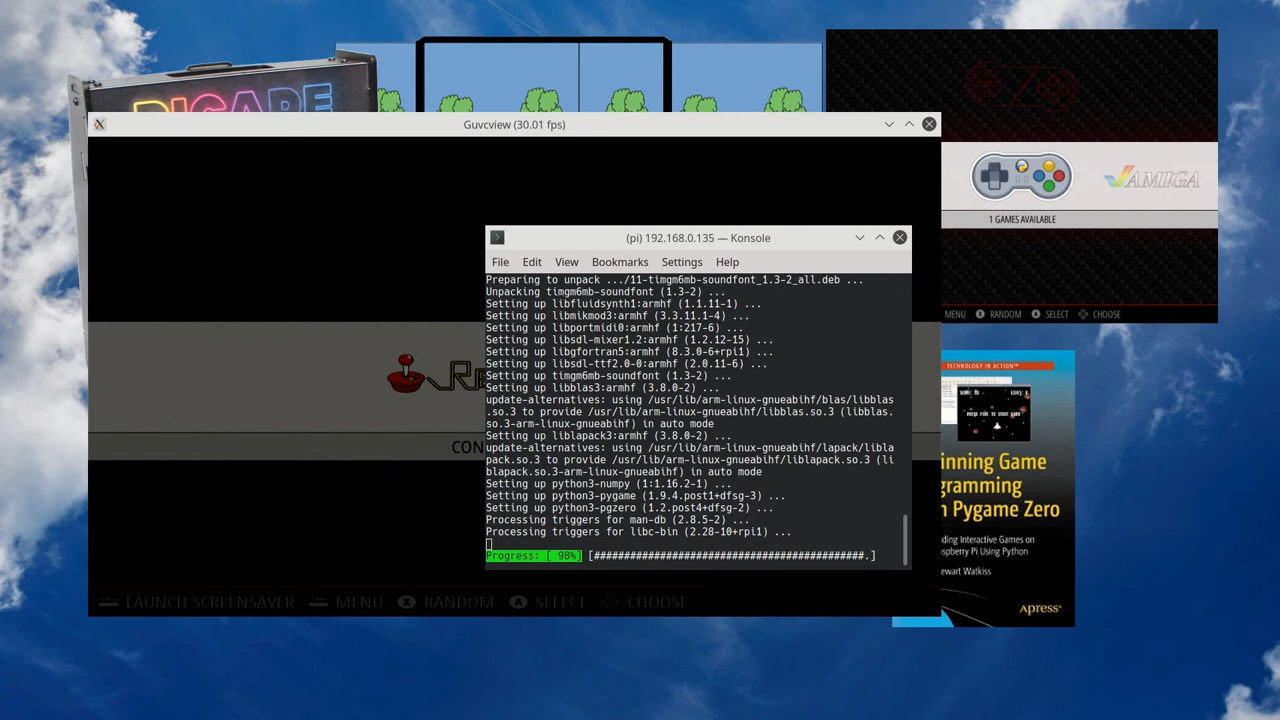 PICADE
Guvcview (30.01 fps)
AMIGA
1 GAMES AVAILABLE
MENU RANDOM SELECT CHOOSE
(pi) 192.168.0.135 — Konsole
File Edit View Bookmarks Settings Help
Preparing to unpack .../11-timgm6mb-soundfont_1.3-2_all.deb ...
Unpacking timgm6mb-soundfont (1.3-2) ...
Setting up libfluidsynth1:armhf (1.1.11-1) ...
Setting up libmikmod3:armhf (3.3.11.1-4) ...
Setting up libportmidi0:armhf (1:217-6) ...
Setting up libsdl-mixer1.2:armhf (1.2.12-15) ...
Setting up libgfortran5:armhf (8.3.0-6+rpi1) ...
Setting up libsdl-ttf2.0-0:armhf (2.0.11-6) ...
Setting up timgm6mb-soundfont (1.3-2) ...
Setting up libblas3:armhf (3.8.0-2) ...
update-alternatives: using /usr/lib/arm-linux-gnueabihf/blas/libblas
.so.3 to provide /usr/lib/arm-linux-gnueabihf/libblas.so.3 (libblas.
so.3-arm-linux-gnueabihf) in auto mode
Setting up liblapack3:armhf (3.8.0-2) ...
update-alternatives: using /usr/lib/arm-linux-gnueabihf/lapack/libla
pack.so.3 to provide /usr/lib/arm-linux-gnueabihf/liblapack.so.3 (li
blapack.so.3-arm-linux-gnueabihf) in auto mode
Setting up python3-numpy (1:1.16.2-1) ...
Setting up python3-pygame (1.9.4.post1+dfsg-3) ...
Setting up python3-pgzero (1.2.post4+dfsg-2) ...
Processing triggers for man-db (2.8.5-2) ...
Processing triggers for libc-bin (2.28-10+rpi1) ...
Progress: [ 98%] [#############################################.]
CON
LAUNCH SCREENSAVER MENU RANDOM SELECT CHOOSE
TECHNOLOGY IN ACTION™
inning Game
gramming
n Pygame Zero
ding Interactive Games on
spberry Pi Using Python
ewart Watkiss
Apress®